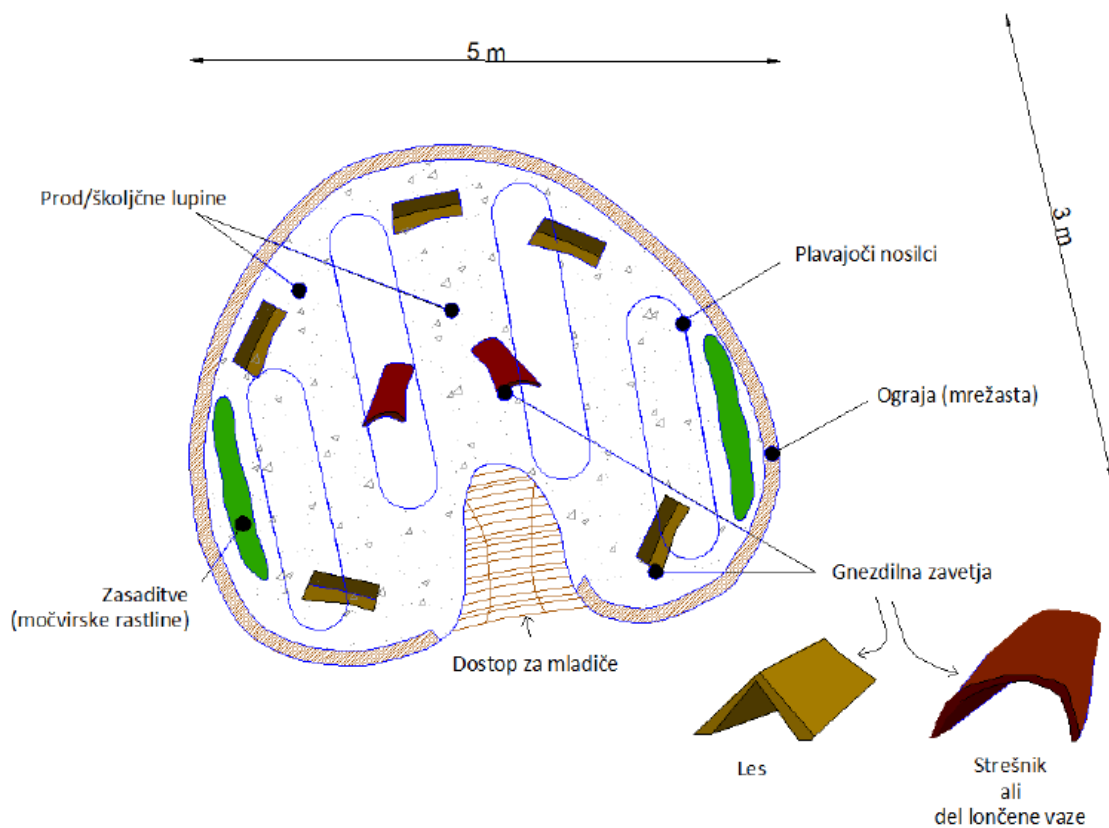 5 m
3 m
Prod/školjčne lupine
Plavajoči nosilci
Ograja (mrežasta)
Zasaditve
(močvirske rastline)
Gnezdilna zavetja
Dostop za mladiče
Les
Strešnik
ali
del lončene vaze